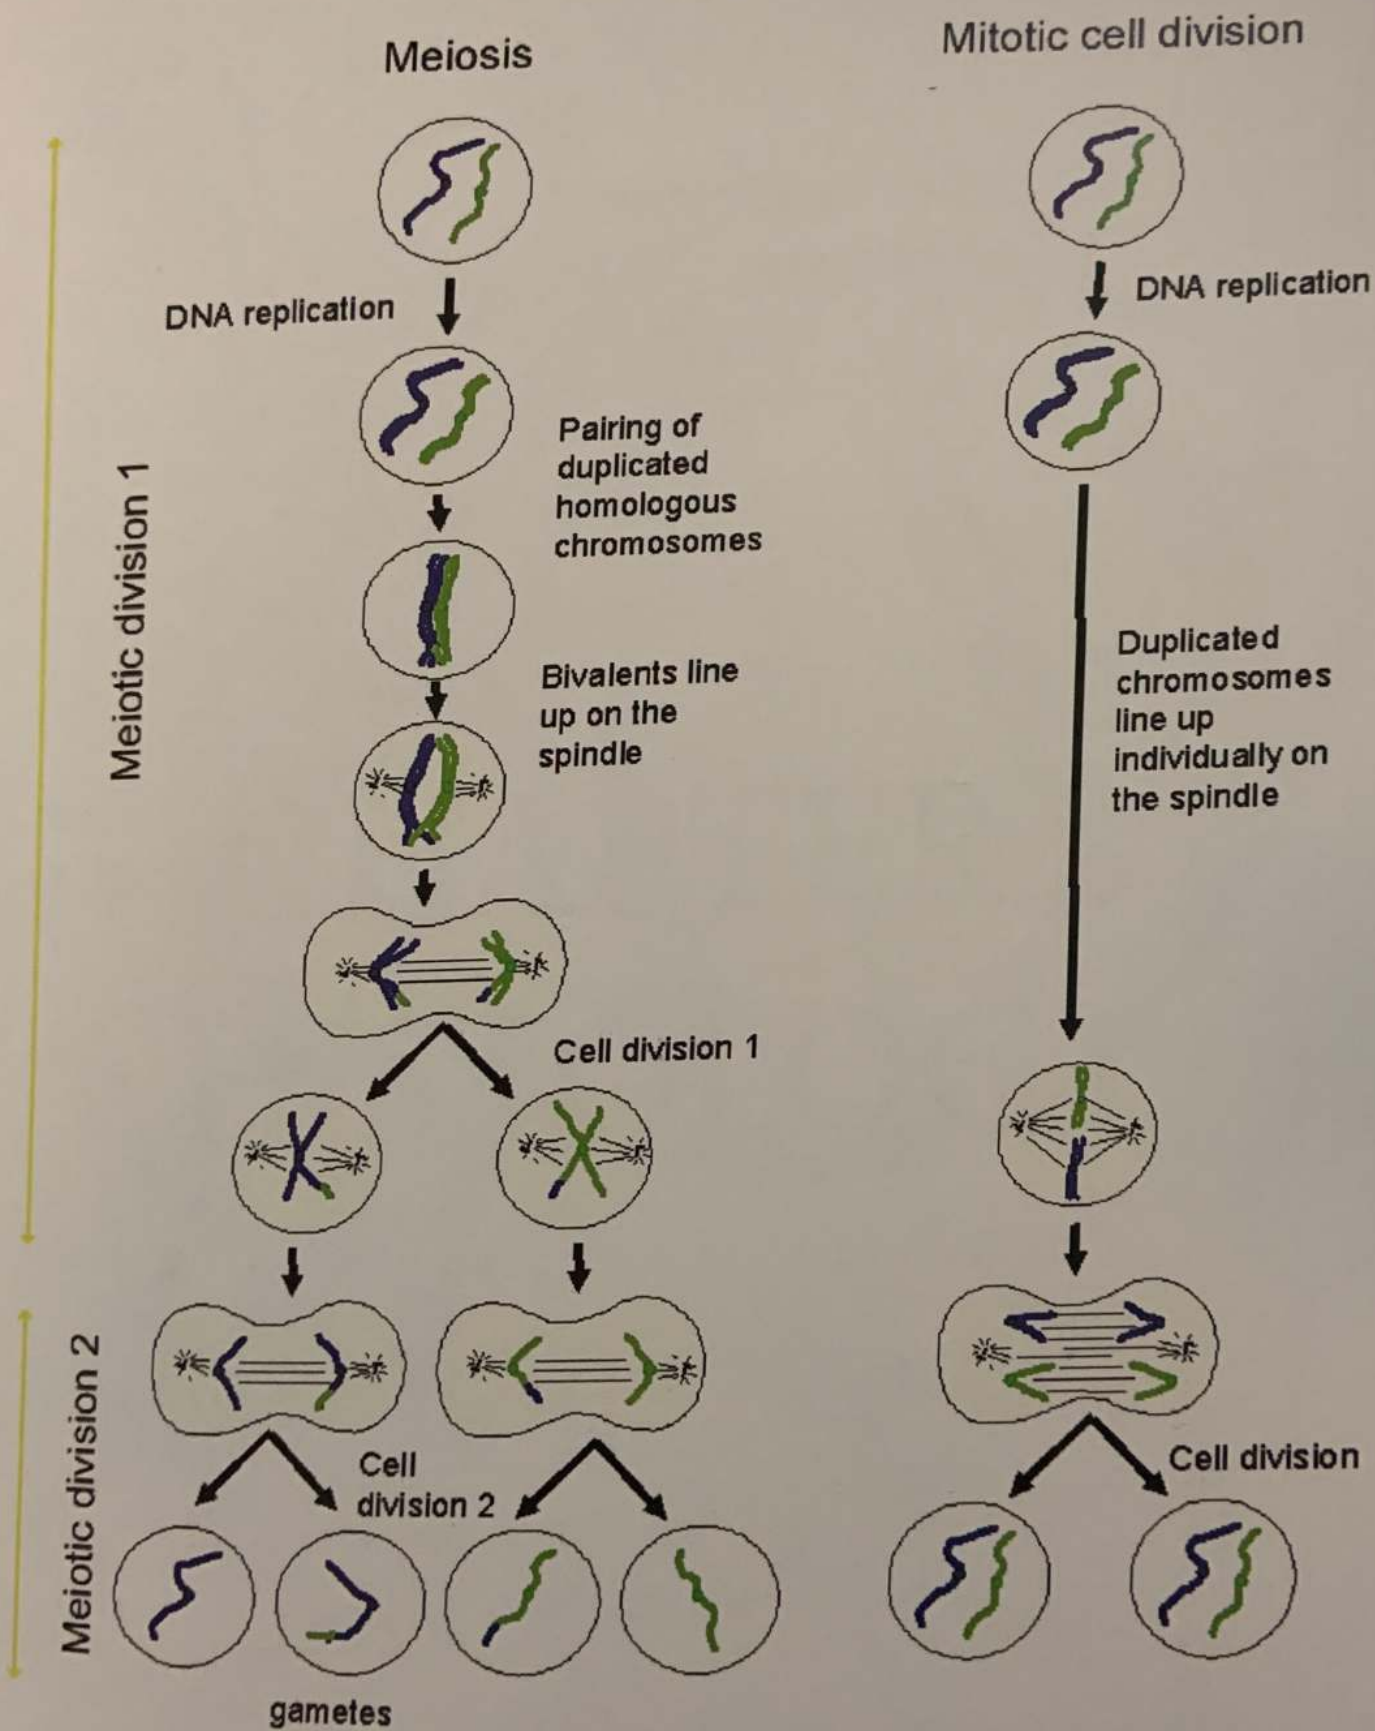 Meiosis
Mitotic cell division
DNA replication
DNA replication
Pairing of
duplicated
homologous
chromosomes
Meiotic division 1
Bivalents line
up on the
spindle
Duplicated
chromosomes
line up
individually on
the spindle
Cell division 1
Meiotic division 2
Cell
division 2
Cell division
gametes